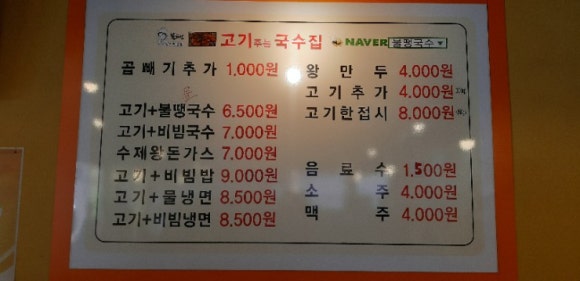 고기주는국수집 NAVER 불땡국수
곰빼기추가 1,000원
고기+불땡국수 6.500원
고기+비빔국수 7.000원
수제왕돈가스 7.000원
고기+비빔밥 9.000원
고기+물냉면 8.500원
고기+비빔냉면 8.500원
왕만두 4.000원
고기추가 4.000원
고기한접시 8.000원
음료수 1,500원
소주 4.000원
맥주 4.000원